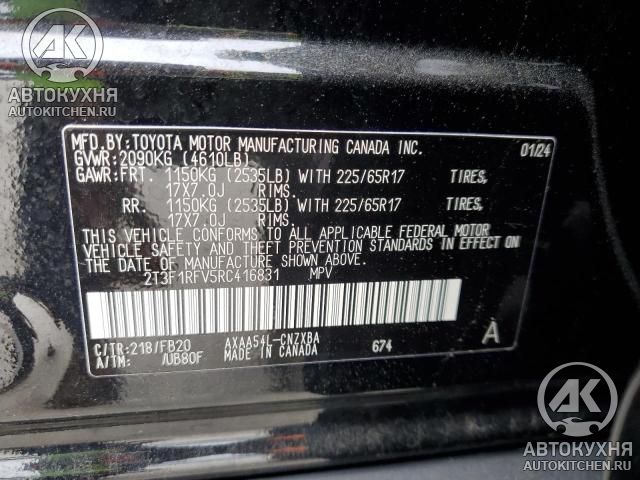 АК
АВТОКУХНЯ
AUTOKITCHEN.RU
MFD.BY:TOYOTA MOTOR MANUFACTURING CANADA INC. 01/24
GVWR:2090KG (4610LB)
GAWR:FRT. 1150KG (2535LB) WITH 225/65R17 TIRES,
17X7.0J RIMS,
RR. 1150KG (2535LB) WITH 225/65R17 TIRES,
17X7.0J RIMS.
THIS VEHICLE CONFORMS TO ALL APPLICABLE FEDERAL MOTOR
VEHICLE SAFETY AND THEFT PREVENTION STANDARDS IN EFFECT ON
THE DATE OF MANUFACTURE SHOWN ABOVE.
2T3F1RFV5RC416831 MPV
C/TR:218/FB20 AXAA54L-CNZXBA 674 A
A/TM: /UB80F MADE IN CANADA
АК
АВТОКУХНЯ
AUTOKITCHEN.RU